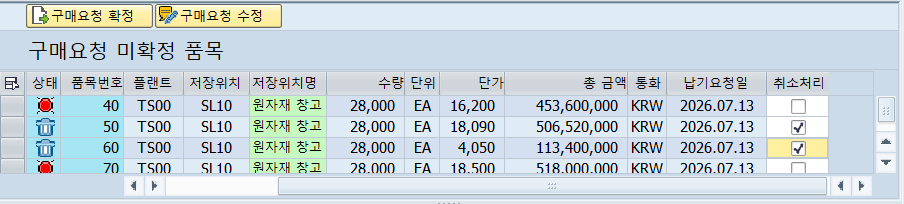 구매요청 확정 구매요청 수정
구매요청 미확정 품목
상태 품목번호 플랜트 저장위치 저장위치명 수량 단위 단가 총 금액 통화 납기요청일 취소처리
40 TS00 SL10 원자재 창고 28,000 EA 16,200 453,600,000 KRW 2026.07.13
50 TS00 SL10 원자재 창고 28,000 EA 18,090 506,520,000 KRW 2026.07.13
60 TS00 SL10 원자재 창고 28,000 EA 4,050 113,400,000 KRW 2026.07.13
70 TS00 SL10 원자재 창고 28,000 EA 18,500 518,000,000 KRW 2026.07.13